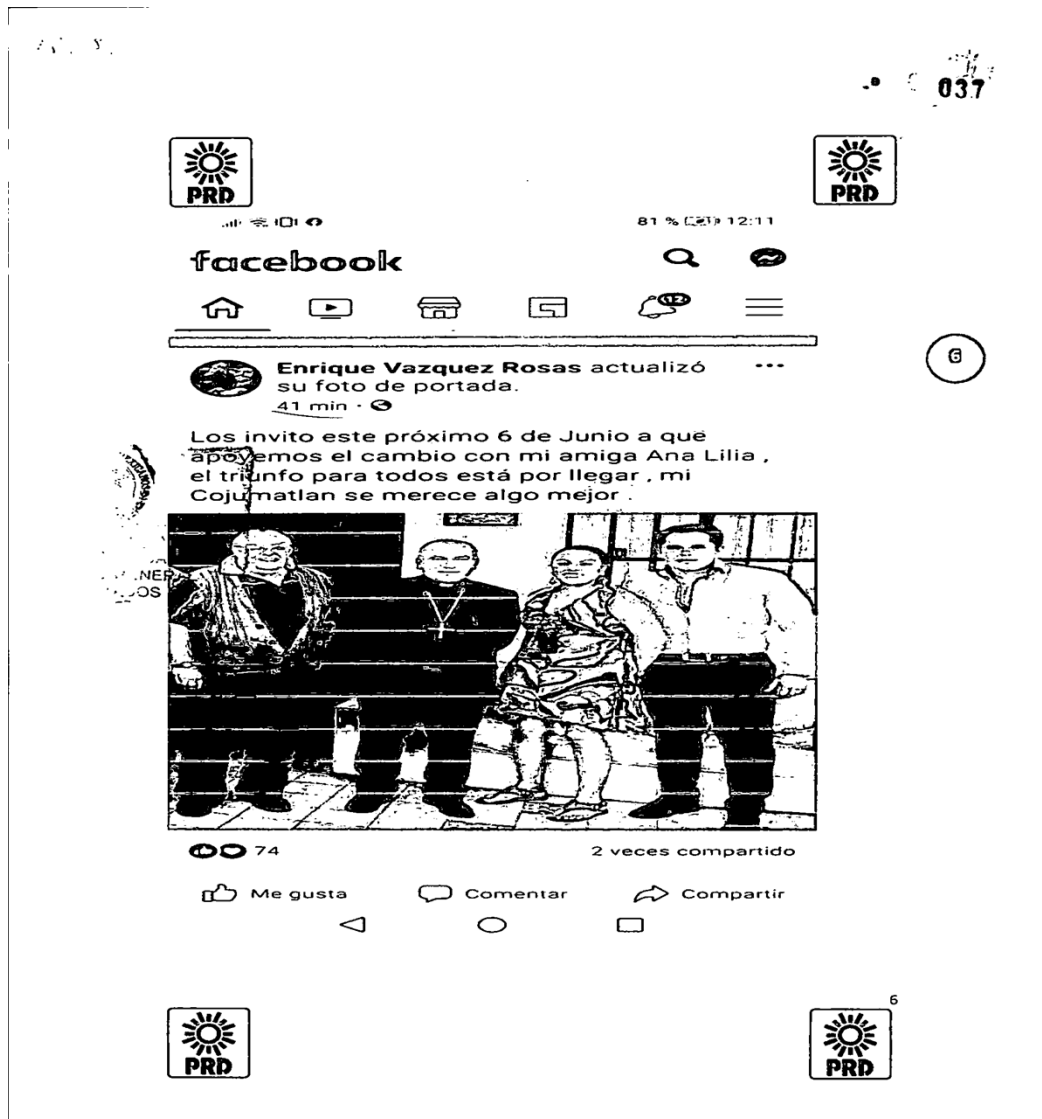 037
PRD
PRD
81 % 12:11
facebook
12
6
Enrique Vazquez Rosas actualizó
su foto de portada.
41 min ·
Los invito este próximo 6 de Junio a que
apoyemos el cambio con mi amiga Ana Lilia ,
el triunfo para todos está por llegar , mi
Cojumatlan se merece algo mejor .
74
2 veces compartido
Me gusta
Comentar
Compartir
6
PRD
PRD